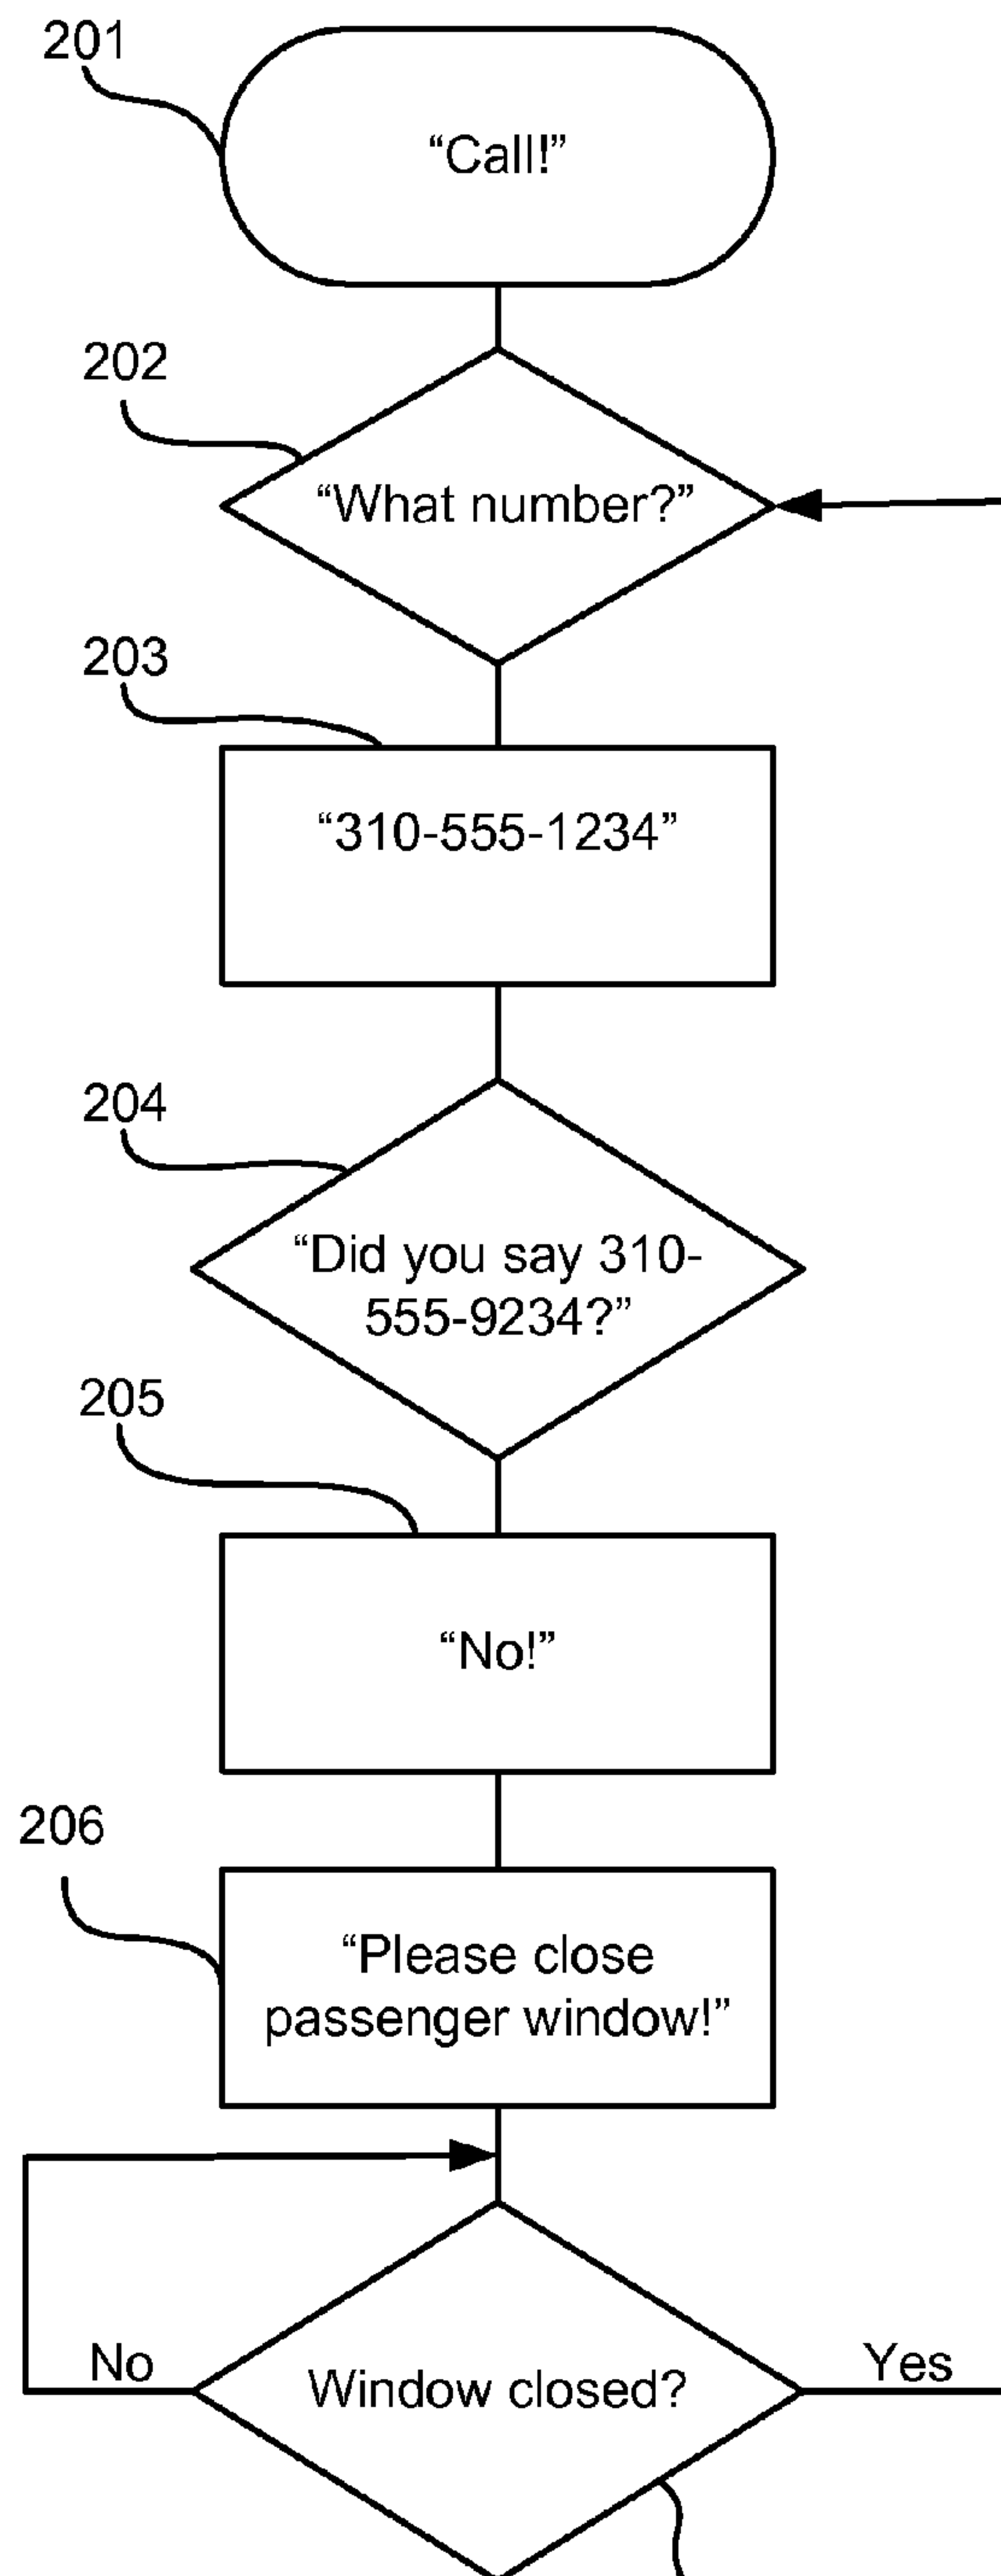 201
“Call!”
202
“What number?”
203
“310-555-1234”
204
“Did you say 310-
555-9234?”
205
“No!”
206
“Please close
passenger window!”
No
Window closed?
Yes